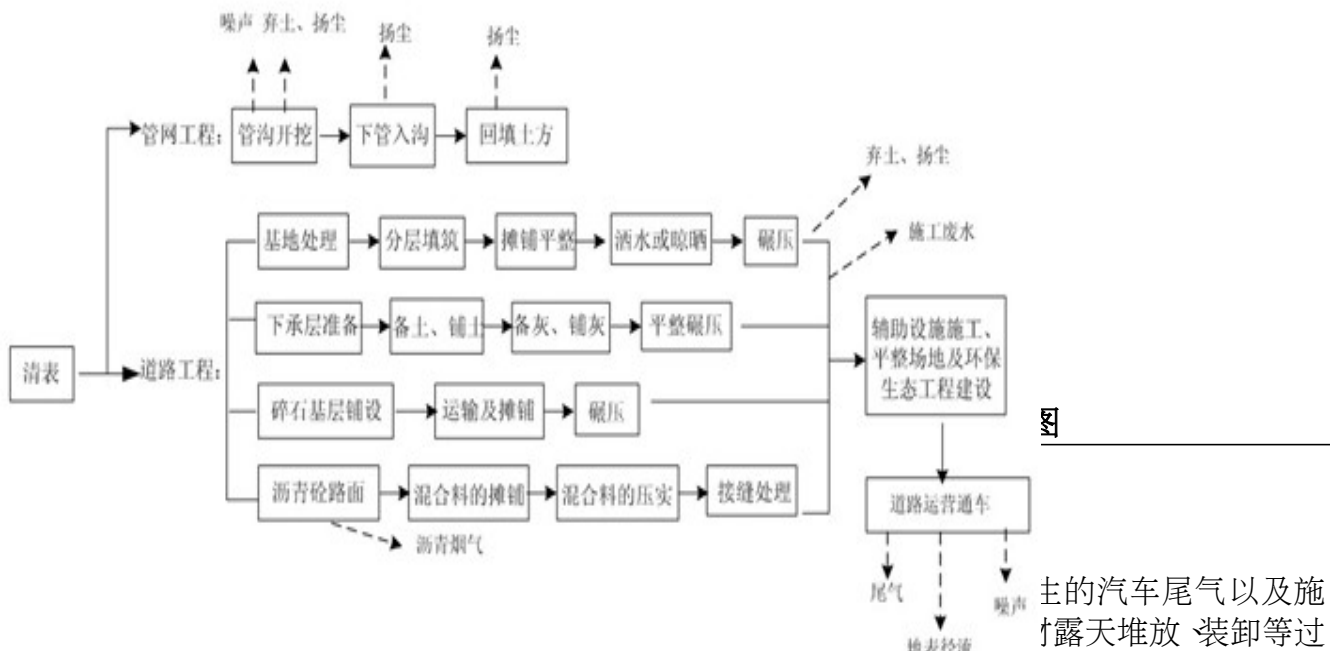 噪声 弃土、扬尘
扬尘
扬尘
管网工程：
管沟开挖
下管入沟
回填土方
弃土、扬尘
施工废水
基地处理
分层填筑
摊铺平整
洒水或晾晒
碾压
下承层准备
备土、铺土
备灰、铺灰
平整碾压
辅助设施施工、
平整场地及环保
生态工程建设
清表
道路工程：
碎石基层铺设
运输及摊铺
碾压
图
沥青砼路面
混合料的摊铺
混合料的压实
接缝处理
道路运营通车
沥青烟气
尾气
噪声
地表径流
的汽车尾气以及施
露天堆放、装卸等过